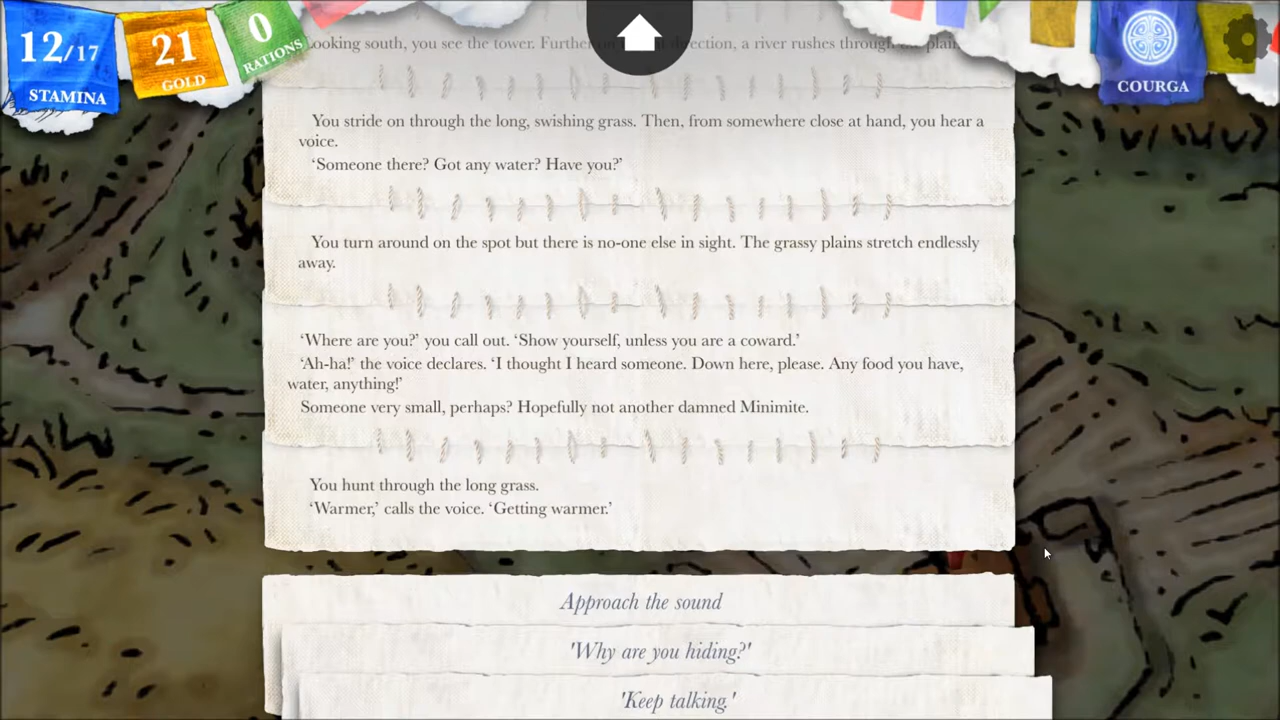 12/17
STAMINA
21
GOLD
0
RATIONS
COURGA
Looking south, you see the tower. Further direction, a river rushes through
You stride on through the long, swishing grass. Then, from somewhere close at hand, you hear a
voice.
‘Someone there? Got any water? Have you?’
You turn around on the spot but there is no-one else in sight. The grassy plains stretch endlessly
away.
‘Where are you?’ you call out. ‘Show yourself, unless you are a coward.’
‘Ah-ha!’ the voice declares. ‘I thought I heard someone. Down here, please. Any food you have,
water, anything!’
Someone very small, perhaps? Hopefully not another damned Minimite.
You hunt through the long grass.
‘Warmer,’ calls the voice. ‘Getting warmer.’
Approach the sound
'Why are you hiding?'
'Keep talking.'